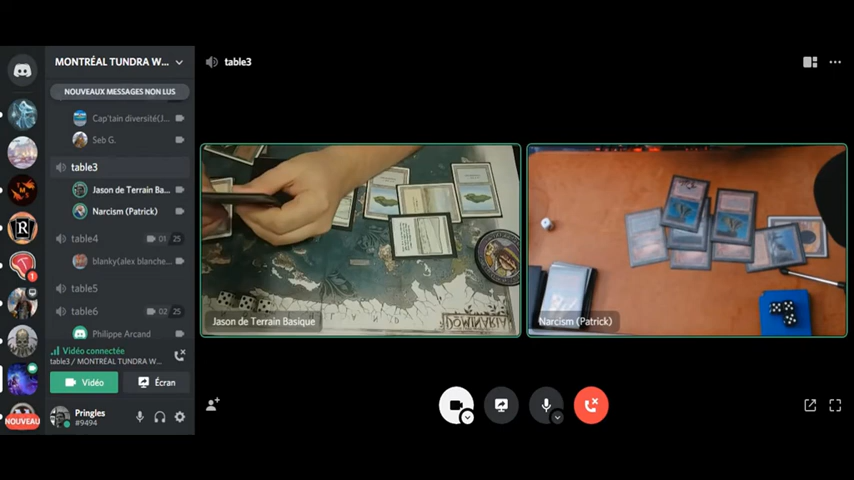 MONTRÉAL TUNDRA W...
NOUVEAUX MESSAGES NON LUS
Cap'tain diversité(J...
Seb G.
table3
Jason de Terrain Ba...
Narcism (Patrick)
table4
01 25
blanky(alex blanche...
table5
table6
02 25
Philippe Arcand
Vidéo connectée
table3 / MONTRÉAL TUNDRA W...
Vidéo
Écran
Pringles
#9494
NOUVEAU
1
table3
Jason de Terrain Basique
DOMINARIA
Narcism (Patrick)